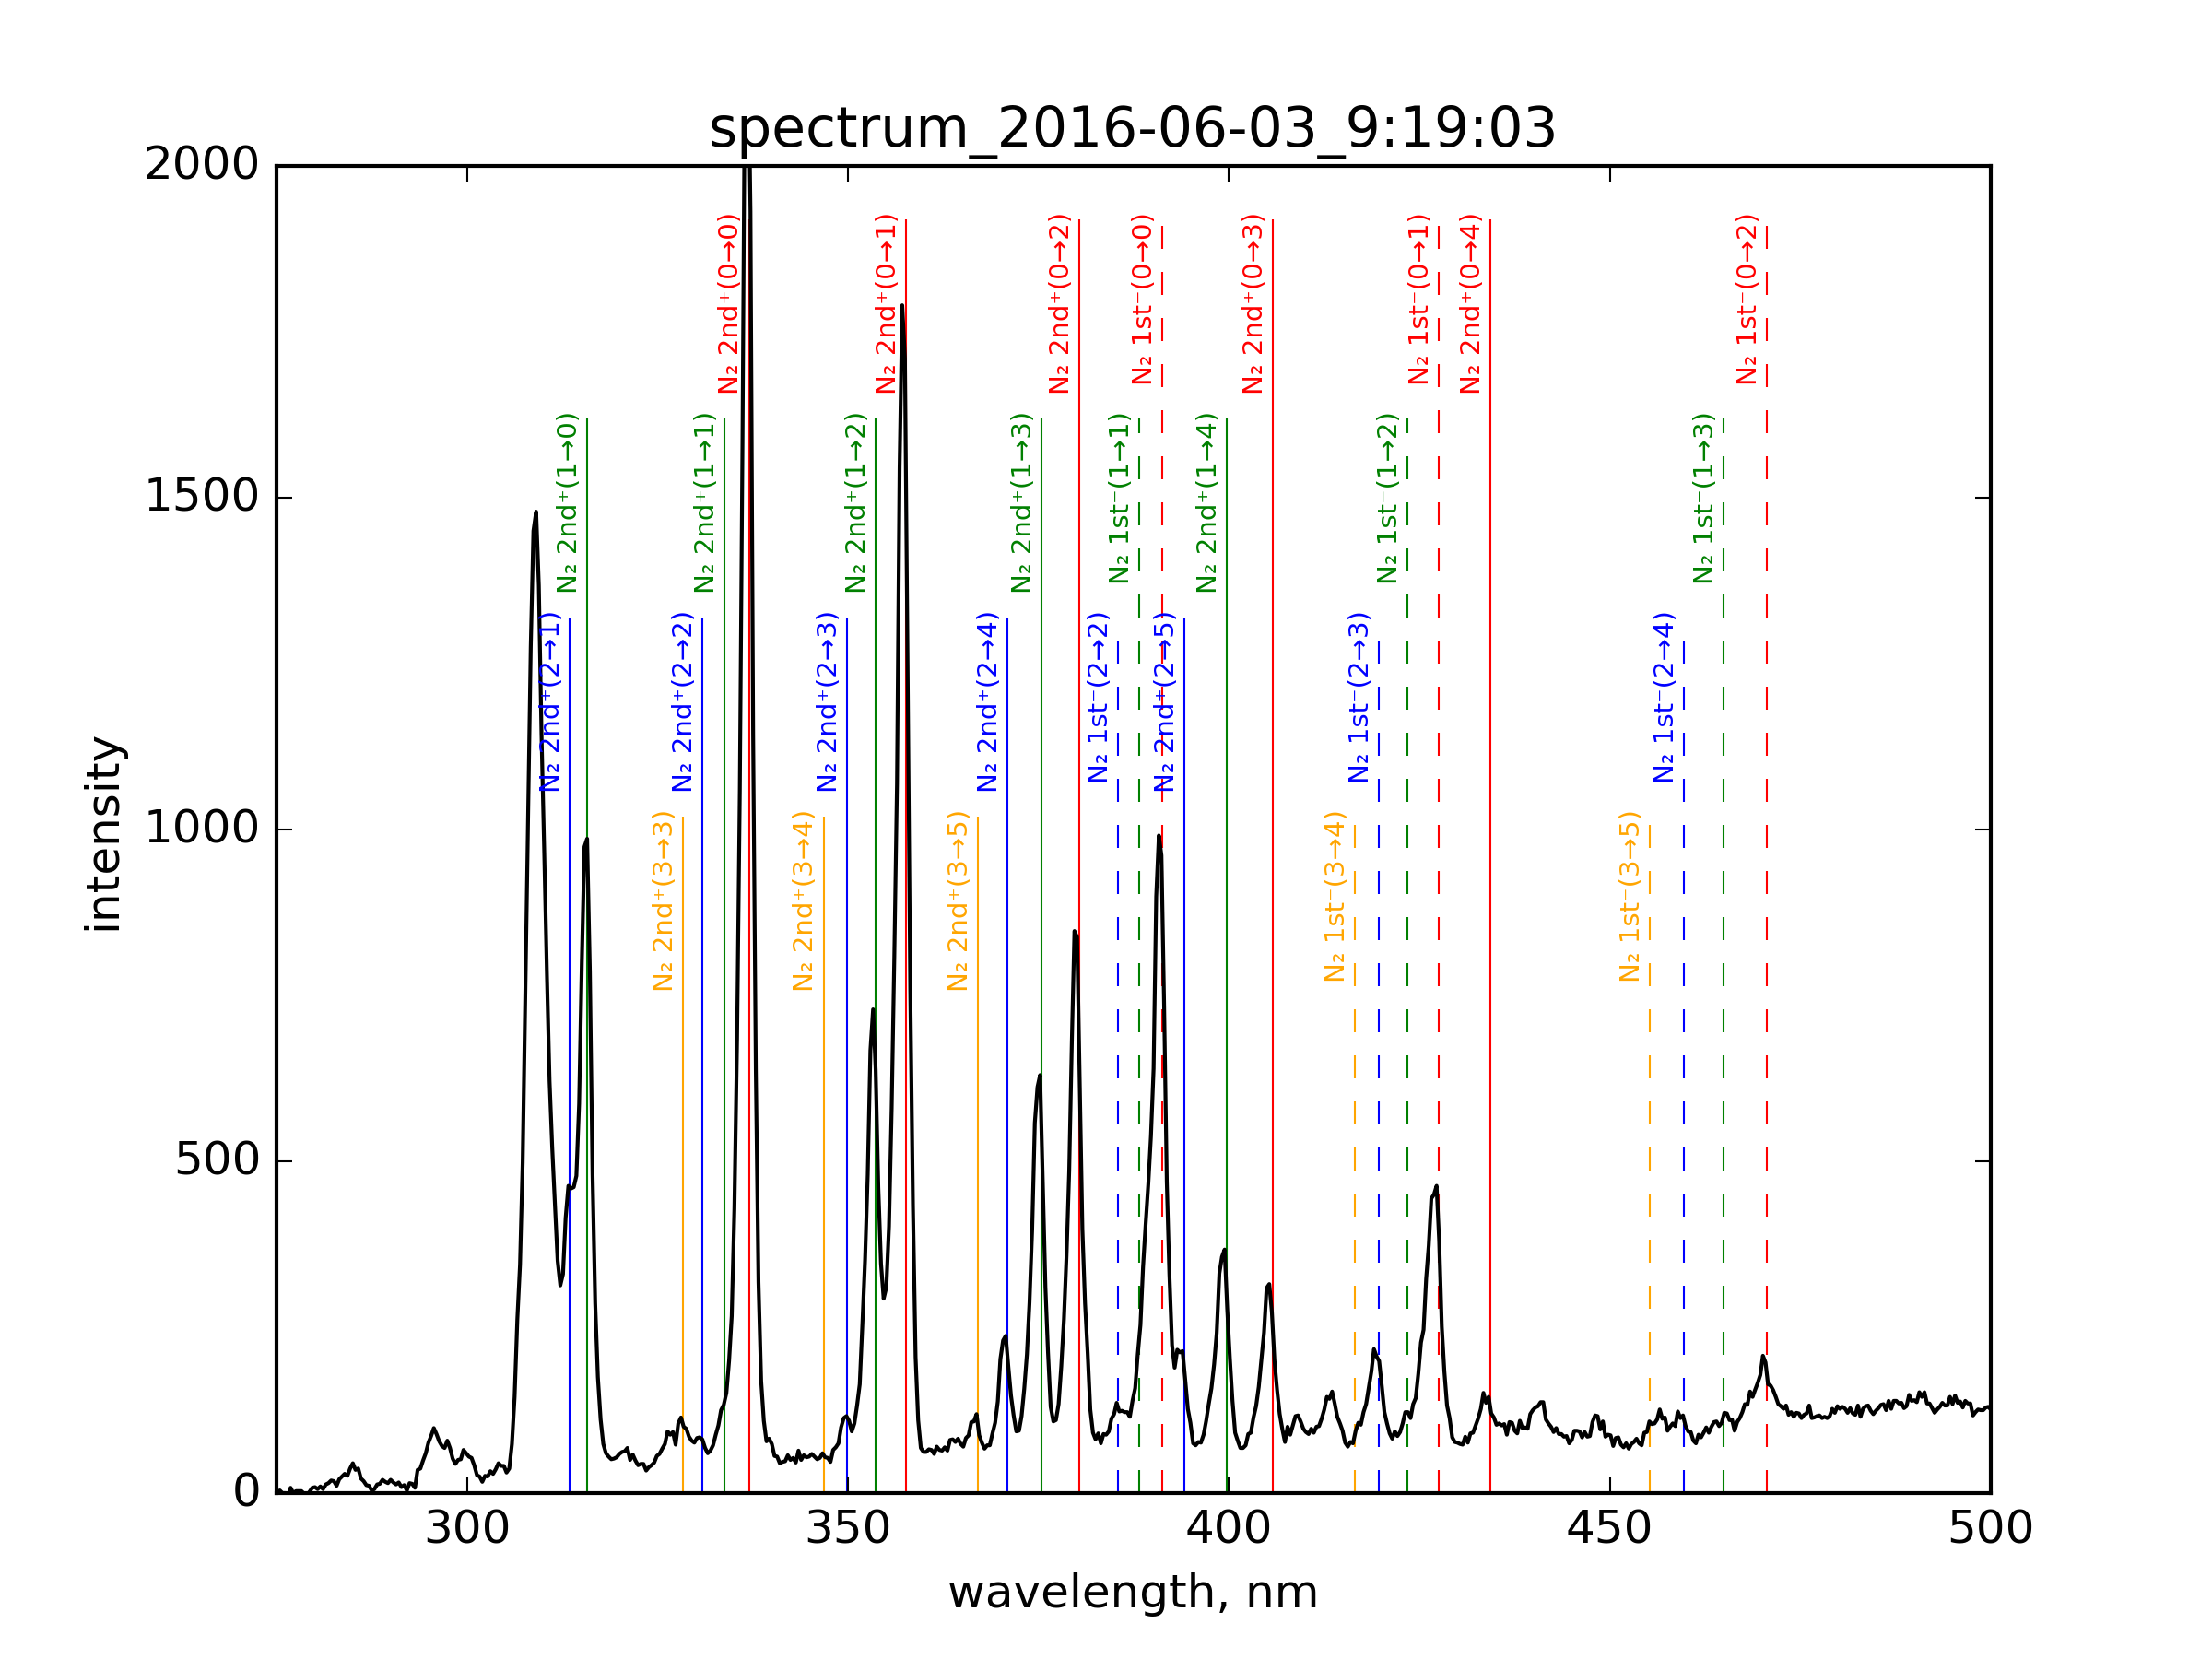 spectrum_2016-06-03_9:19:03
2000
1500
1000
500
0
intensity
N₂ 2nd⁺(0→0)
N₂ 2nd⁺(0→1)
N₂ 2nd⁺(0→2)
N₂ 1st⁻(0→0)
N₂ 2nd⁺(0→3)
N₂ 1st⁻(0→1)
N₂ 2nd⁺(0→4)
N₂ 1st⁻(0→2)
N₂ 2nd⁺(1→0)
N₂ 2nd⁺(1→1)
N₂ 2nd⁺(1→2)
N₂ 2nd⁺(1→3)
N₂ 1st⁻(1→1)
N₂ 2nd⁺(1→4)
N₂ 1st⁻(1→2)
N₂ 1st⁻(1→3)
N₂ 2nd⁺(2→1)
N₂ 2nd⁺(2→2)
N₂ 2nd⁺(2→3)
N₂ 2nd⁺(2→4)
N₂ 1st⁻(2→2)
N₂ 2nd⁺(2→5)
N₂ 1st⁻(2→3)
N₂ 1st⁻(2→4)
N₂ 2nd⁺(3→3)
N₂ 2nd⁺(3→4)
N₂ 2nd⁺(3→5)
N₂ 1st⁻(3→4)
N₂ 1st⁻(3→5)
300 350 400 450 500
wavelength, nm